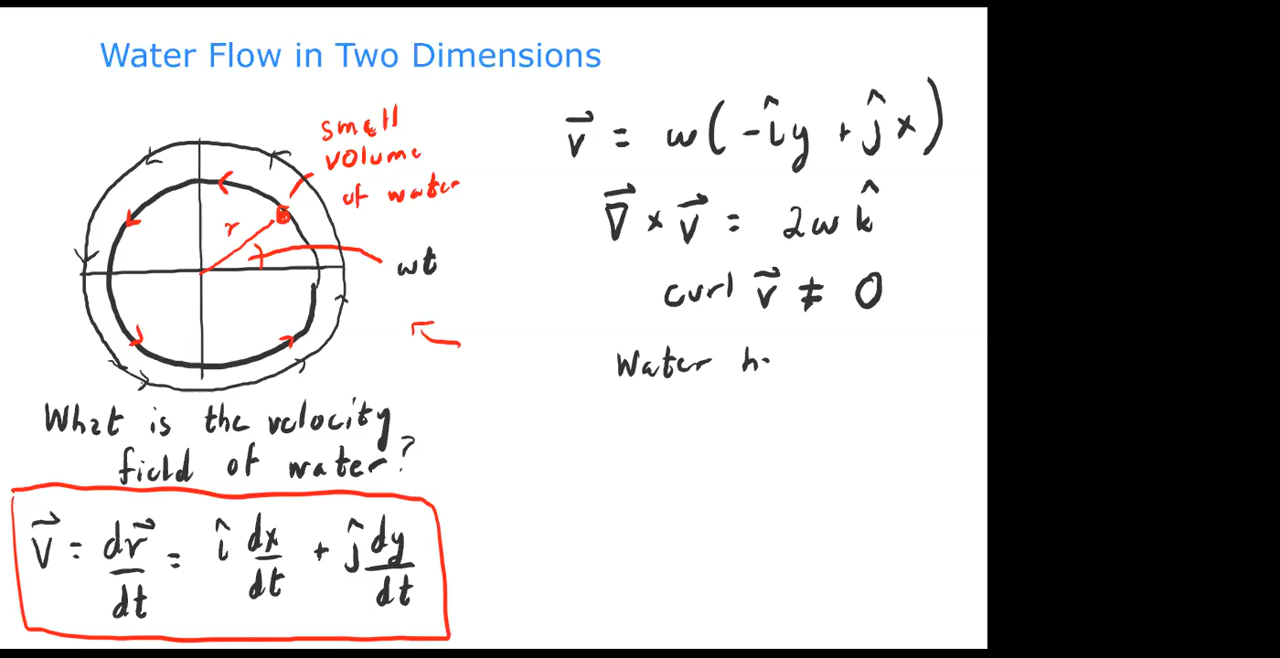 Water Flow in Two Dimensions
small
volume
of water
r
wt
What is the velocity
field of water?
v⃗ = dr⃗/dt = î dx/dt + ĵ dy/dt
v⃗ = w(-îy + ĵx)
∇⃗ × v⃗ = 2w k̂
curl v⃗ ≠ 0
Water h